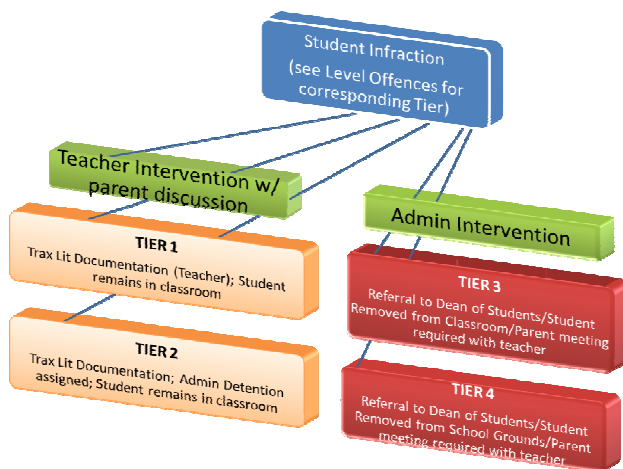 Student Infraction
(see Level Offences for
corresponding Tier)
Teacher Intervention w/
parent discussion
TIER 1
Trax Lit Documentation (Teacher); Student
remains in classroom
TIER 2
Trax Lit Documentation; Admin Detention
assigned; Student remains in classroom
Admin Intervention
TIER 3
Referral to Dean of Students/Student
Removed from Classroom/Parent meeting
required with teacher
TIER 4
Referral to Dean of Students/Student
Removed from School Grounds/Parent
meeting required with teacher